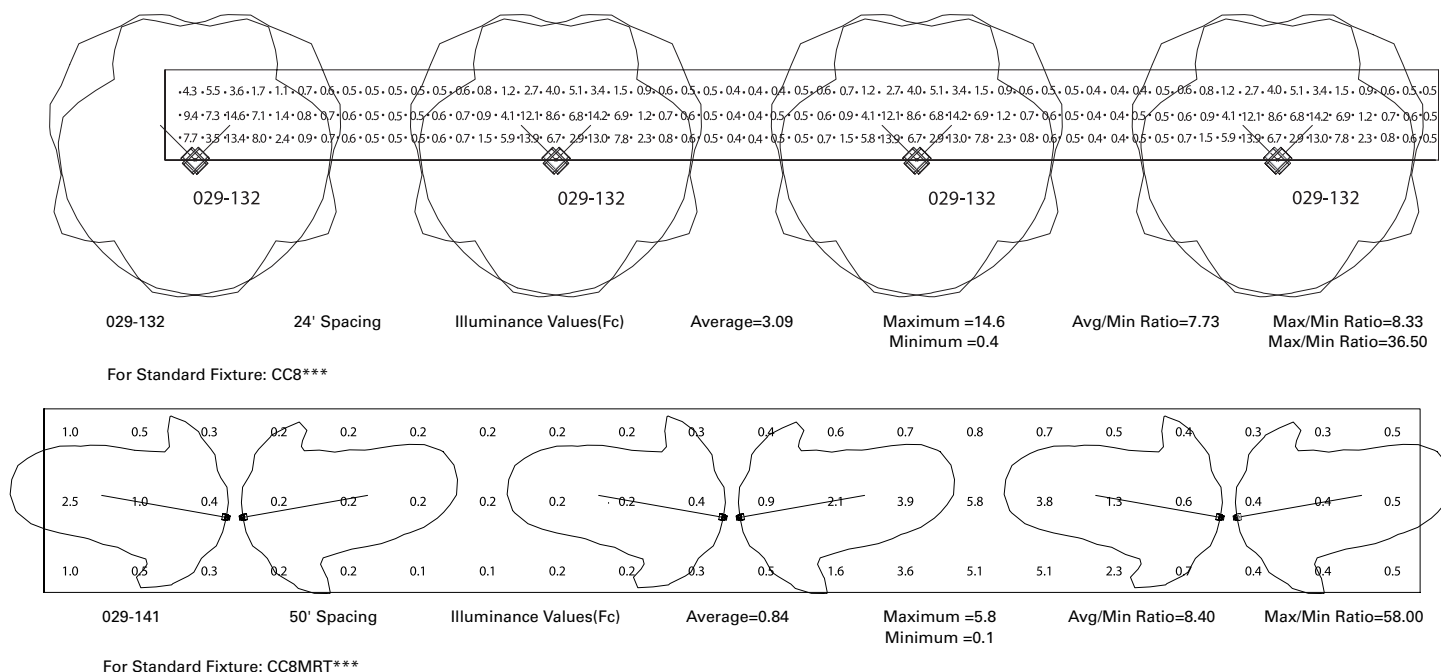 •4.3•5.5•3.6•1.7•1.1•0.7•0.6•0.5•0.5•0.5•0.5•0.5•0.6•0.8•1.2•2.7•4.0•5.1•3.4•1.5•0.9•0.6•0.5•0.5•0.4•0.4•0.4•0.5•0.6•0.7•1.2•2.7•4.0•5.1•3.4•1.5•0.9•0.6•0.5•0.5•0.4•0.4•0.4•0.5•0.6•0.8•1.2•2.7•4.0•5.1•3.4•1.5•0.9•0.6•0.5•0.5
•9.4•7.3•14.6•7.1•1.4•0.8•0.7•0.6•0.5•0.5•0.5•0.6•0.7•0.9•4.1•12.1•8.6•6.8•14.2•6.9•1.2•0.7•0.6•0.5•0.4•0.4•0.5•0.5•0.6•0.9•4.1•12.1•8.6•6.8•14.2•6.9•1.2•0.7•0.6•0.5•0.4•0.4•0.5•0.5•0.6•0.9•4.1•12.1•8.6•6.8•14.2•6.9•1.2•0.7•0.6•0.5
7.7•3.5•13.4•8.0•2.4•0.9•0.7•0.6•0.5•0.5•0.5•0.6•0.7•1.5•5.8•13.9•6.7•2.9•13.0•7.8•2.3•0.8•0.6•0.5•0.4•0.4•0.5•0.5•0.7•1.5•5.8•13.9•6.7•2.9•13.0•7.8•2.3•0.8•0.6•0.5•0.4•0.4•0.5•0.5•0.7•1.5•5.9•13.9•6.7•2.9•13.0•7.8•2.3•0.8•0.6•0.5
029-132 029-132 029-132 029-132
029-132 24' Spacing Illuminance Values(Fc) Average=3.09 Maximum =14.6 Avg/Min Ratio=7.73 Max/Min Ratio=8.33
Minimum =0.4 Max/Min Ratio=36.50
For Standard Fixture: CC8***
1.0 0.5 0.3 0.2 0.2 0.2 0.2 0.2 0.2 0.3 0.4 0.6 0.7 0.8 0.7 0.5 0.4 0.3 0.3 0.5
2.5 1.0 0.4 0.2 0.2 0.2 0.2 0.2 0.2 0.4 0.9 2.1 3.9 5.8 3.8 1.3 0.6 0.4 0.4 0.5
1.0 0.5 0.3 0.2 0.2 0.1 0.1 0.2 0.2 0.3 0.5 1.6 3.6 5.1 5.1 2.3 0.7 0.4 0.4 0.5
029-141 50' Spacing Illuminance Values(Fc) Average=0.84 Maximum =5.8 Avg/Min Ratio=8.40 Max/Min Ratio=58.00
Minimum =0.1
For Standard Fixture: CC8MRT***